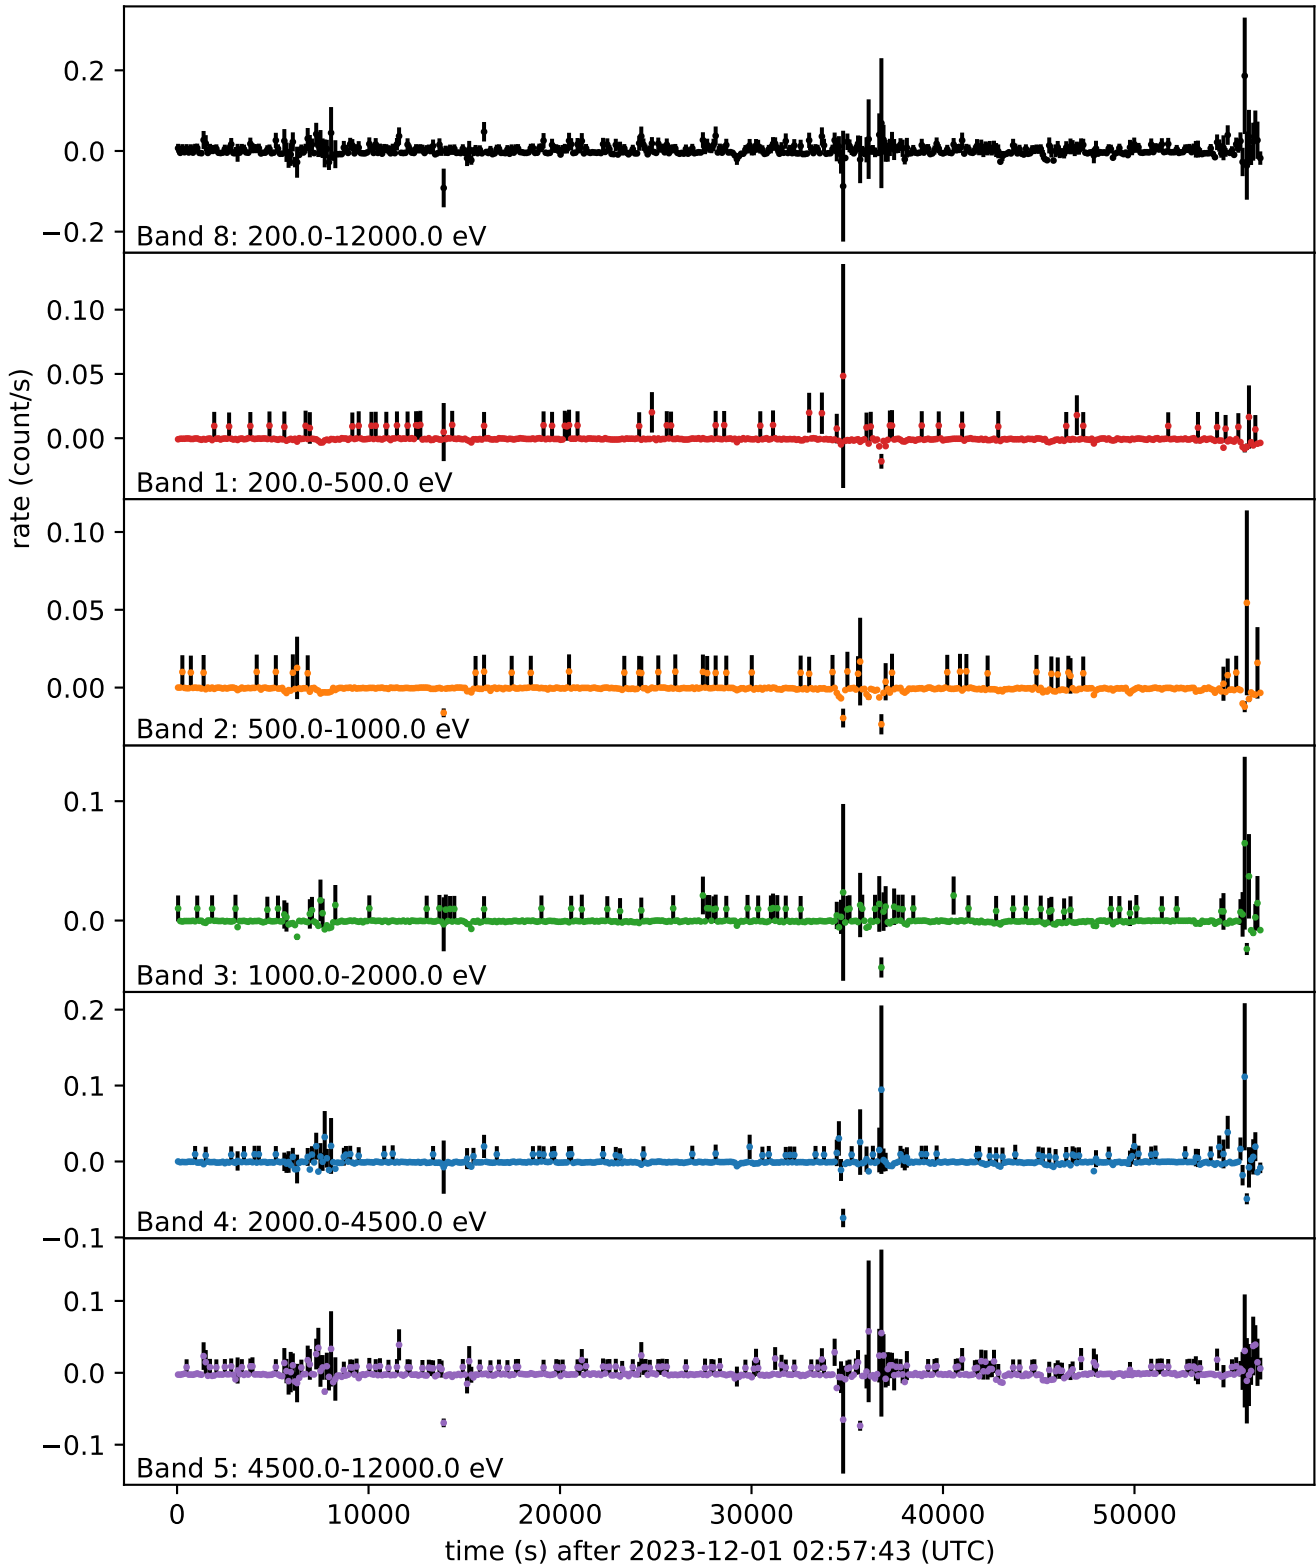 0.2
0.0
−0.2
Band 8: 200.0-12000.0 eV
0.10
0.05
0.00
Band 1: 200.0-500.0 eV
rate (count/s)
0.10
0.05
0.00
Band 2: 500.0-1000.0 eV
0.1
0.0
Band 3: 1000.0-2000.0 eV
0.2
0.1
0.0
−0.1
Band 4: 2000.0-4500.0 eV
0.1
0.0
−0.1
Band 5: 4500.0-12000.0 eV
0 10000 20000 30000 40000 50000
time (s) after 2023-12-01 02:57:43 (UTC)